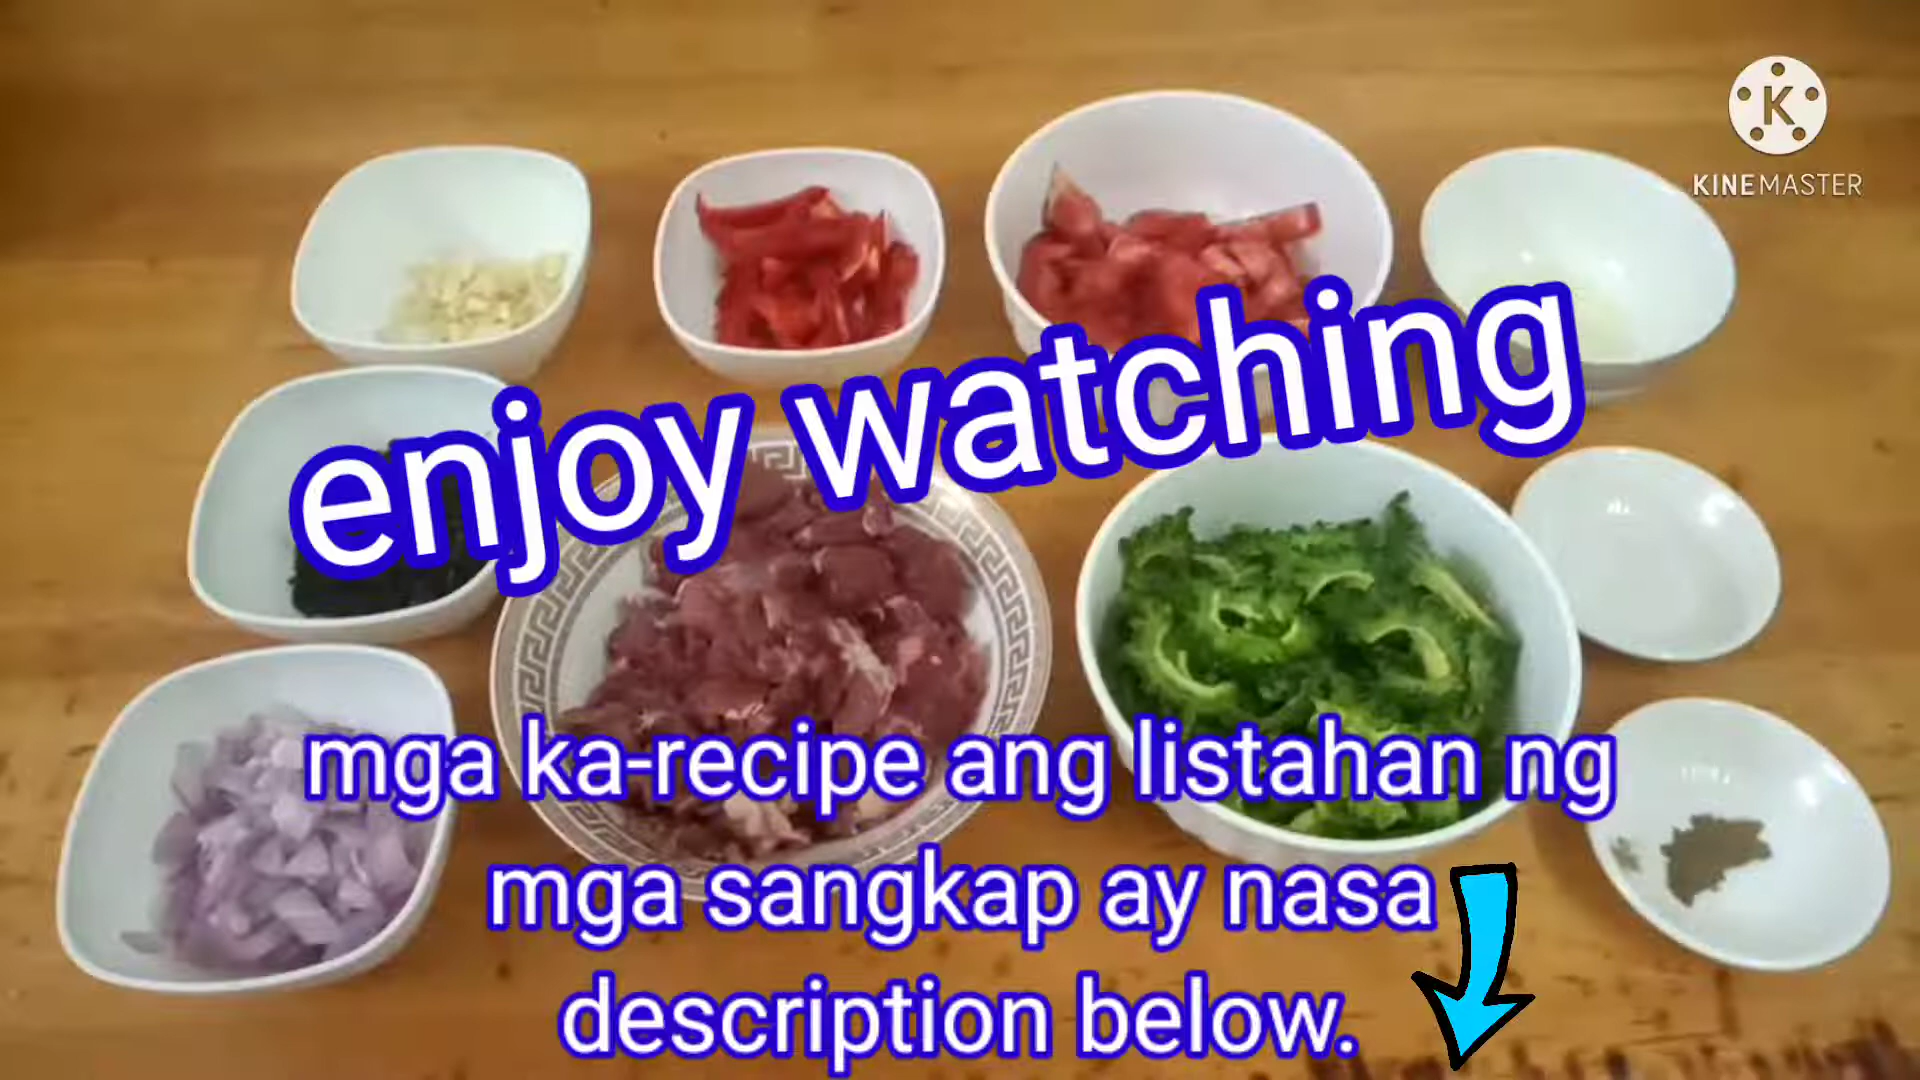 K
KINEMASTER
enjoy watching
mga ka-recipe ang listahan ng
mga sangkap ay nasa
description below.